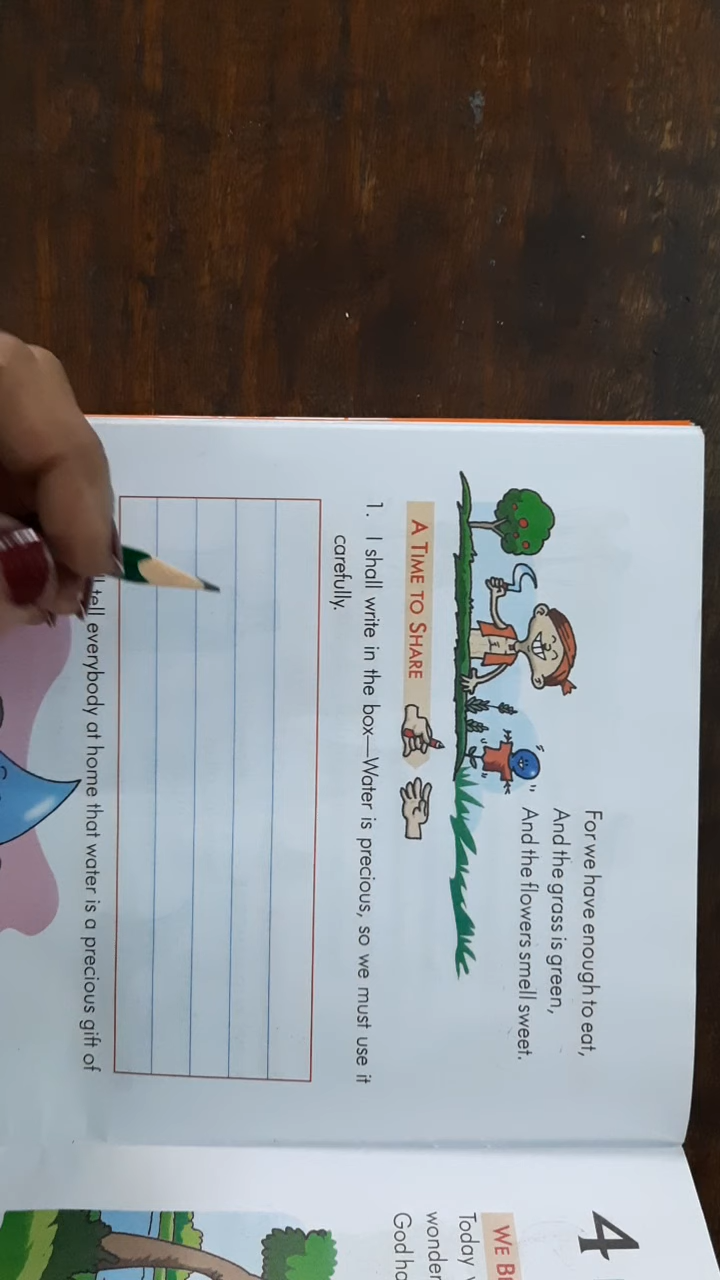 For we have enough to eat,
And the grass is green,
And the flowers smell sweet.
A TIME TO SHARE
1. I shall write in the box—Water is precious, so we must use it
carefully.
tell everybody at home that water is a precious gift of
4
WE
Today
wonder
God